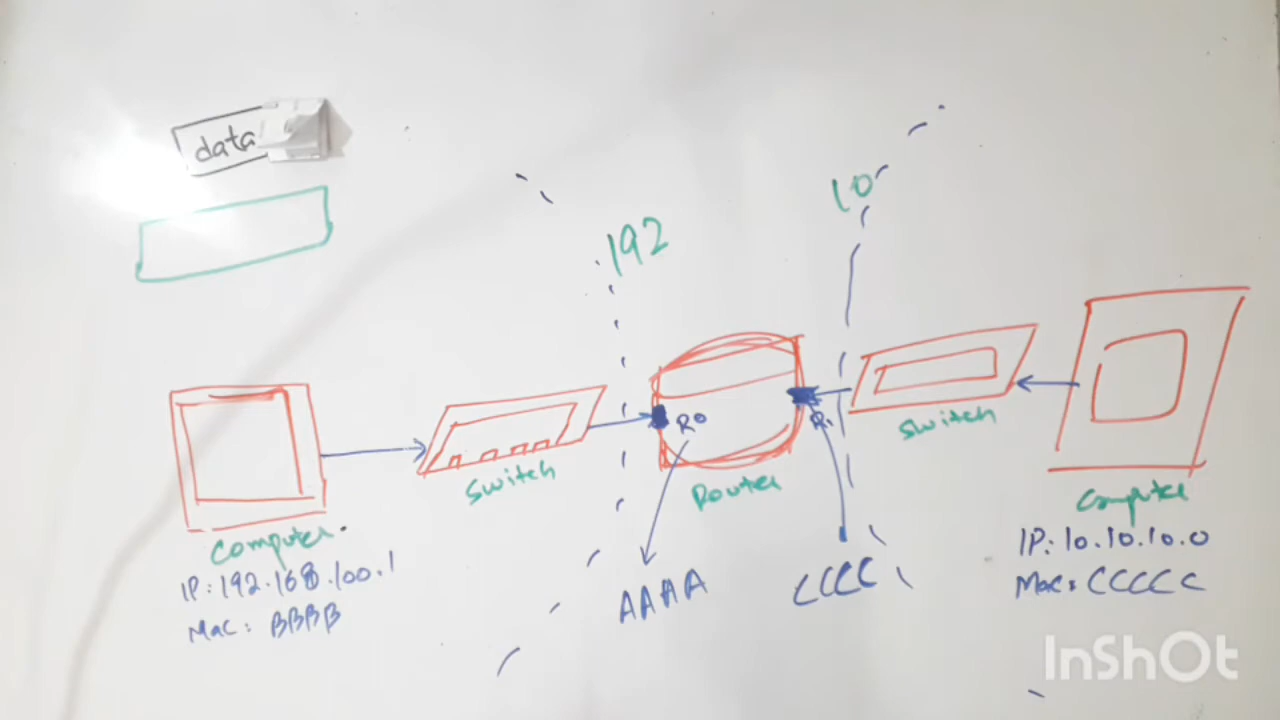 data
192
10
R0
R1
Switch
Router
Switch
Computer
IP: 192.168.100.1
Mac: BBBB
AAAA
CCCC
Computer
IP: 10.10.10.0
Mac: CCCCC
InShOt